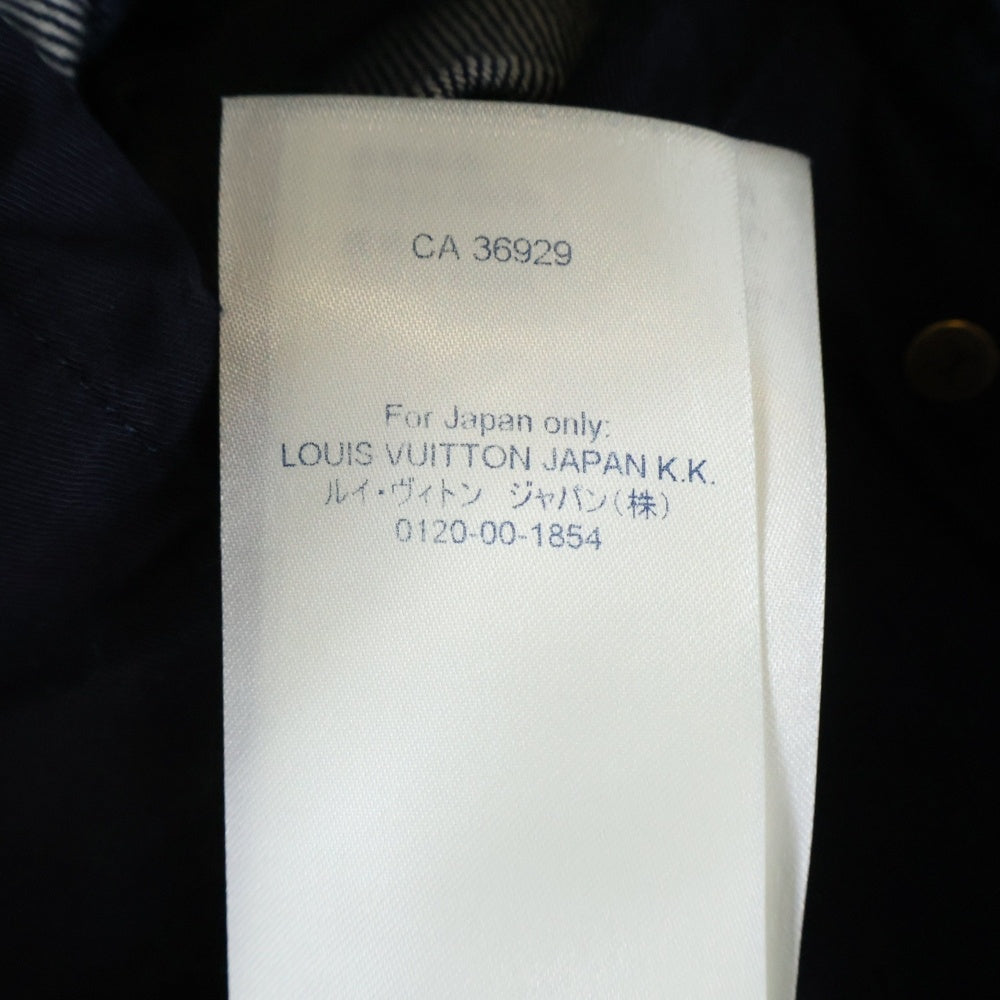 CA 36929
For Japan only:
LOUIS VUITTON JAPAN K.K.
ルイ・ヴィトン ジャパン(株)
0120-00-1854